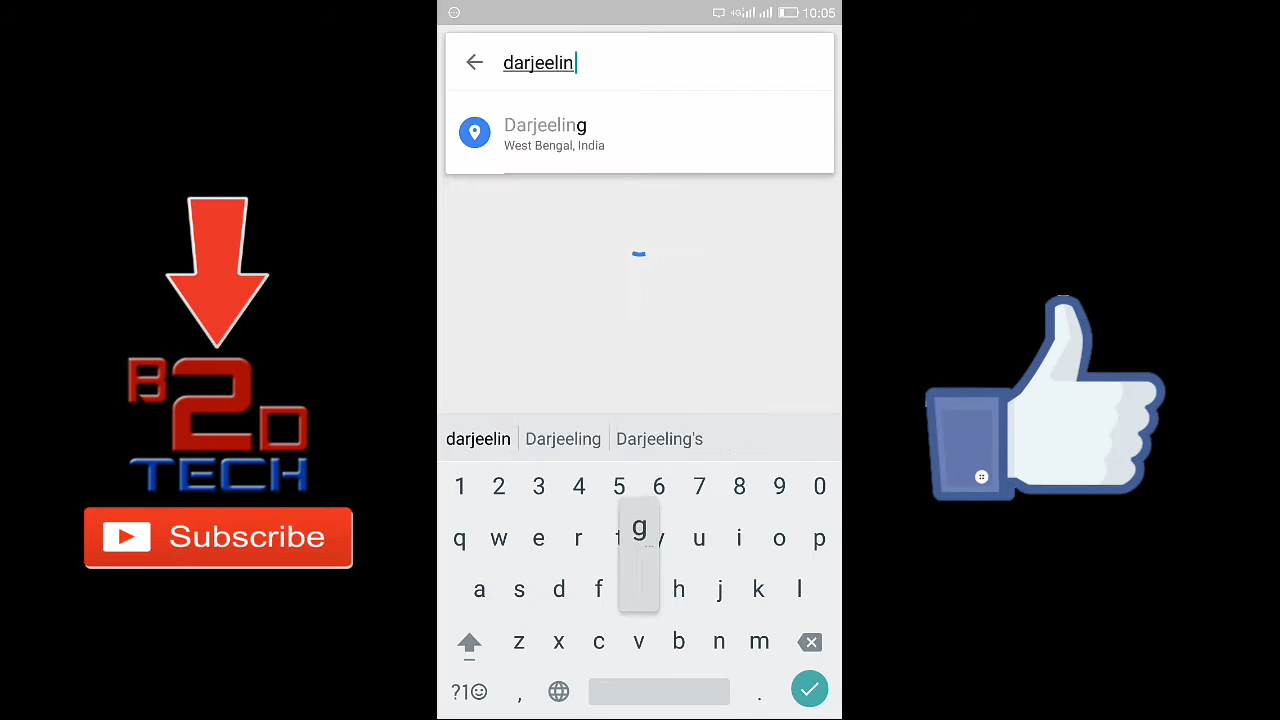 4G 10:05
darjeelin
Darjeeling
West Bengal, India
B2D
TECH
Subscribe
darjeelin Darjeeling Darjeeling's
1 2 3 4 5 6 7 8 9 0
g
q w e r t y u i o p
a s d f h j k l
z x c v b n m
?1☺ , .